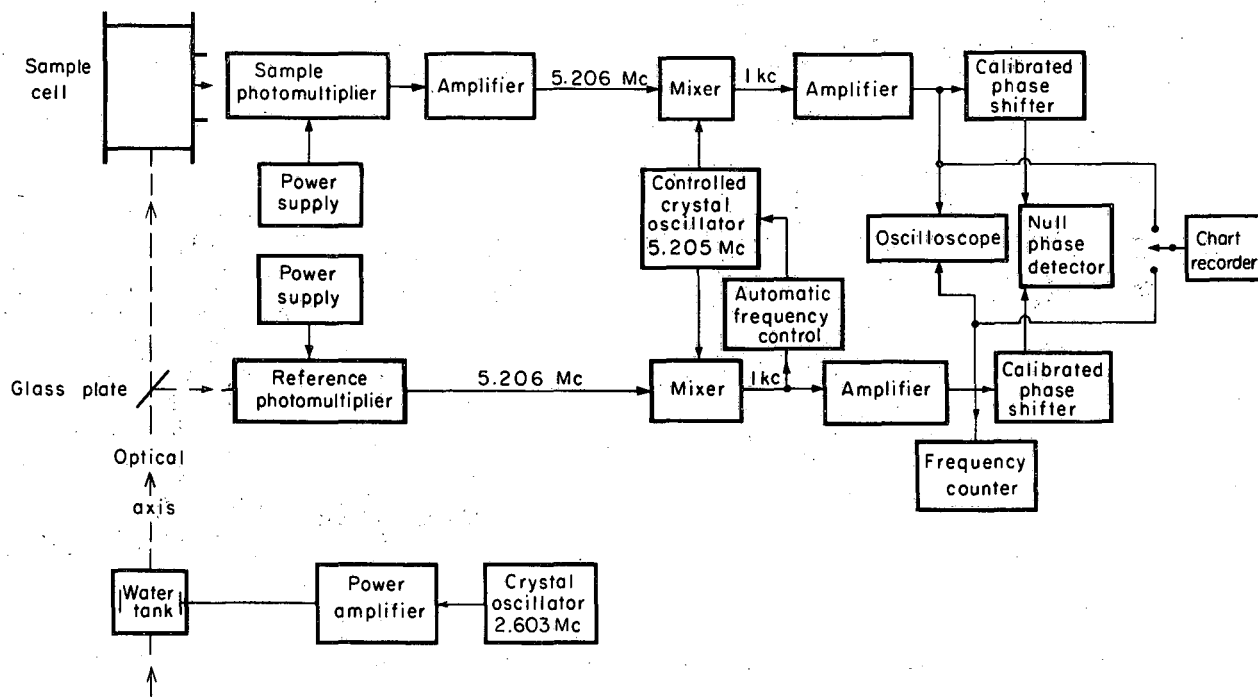 Sample
cell
Sample
photomultiplier
Amplifier
5.206 Mc
Mixer
1 kc
Amplifier
Calibrated
phase
shifter
Power
supply
Controlled
crystal
oscillator
5.205 Mc
Oscilloscope
Null
phase
detector
Chart
recorder
Power
supply
Automatic
frequency
control
Glass plate
Reference
photomultiplier
5.206 Mc
Mixer
1 kc
Amplifier
Calibrated
phase
shifter
Optical
axis
Frequency
counter
Water
tank
Power
amplifier
Crystal
oscillator
2.603 Mc